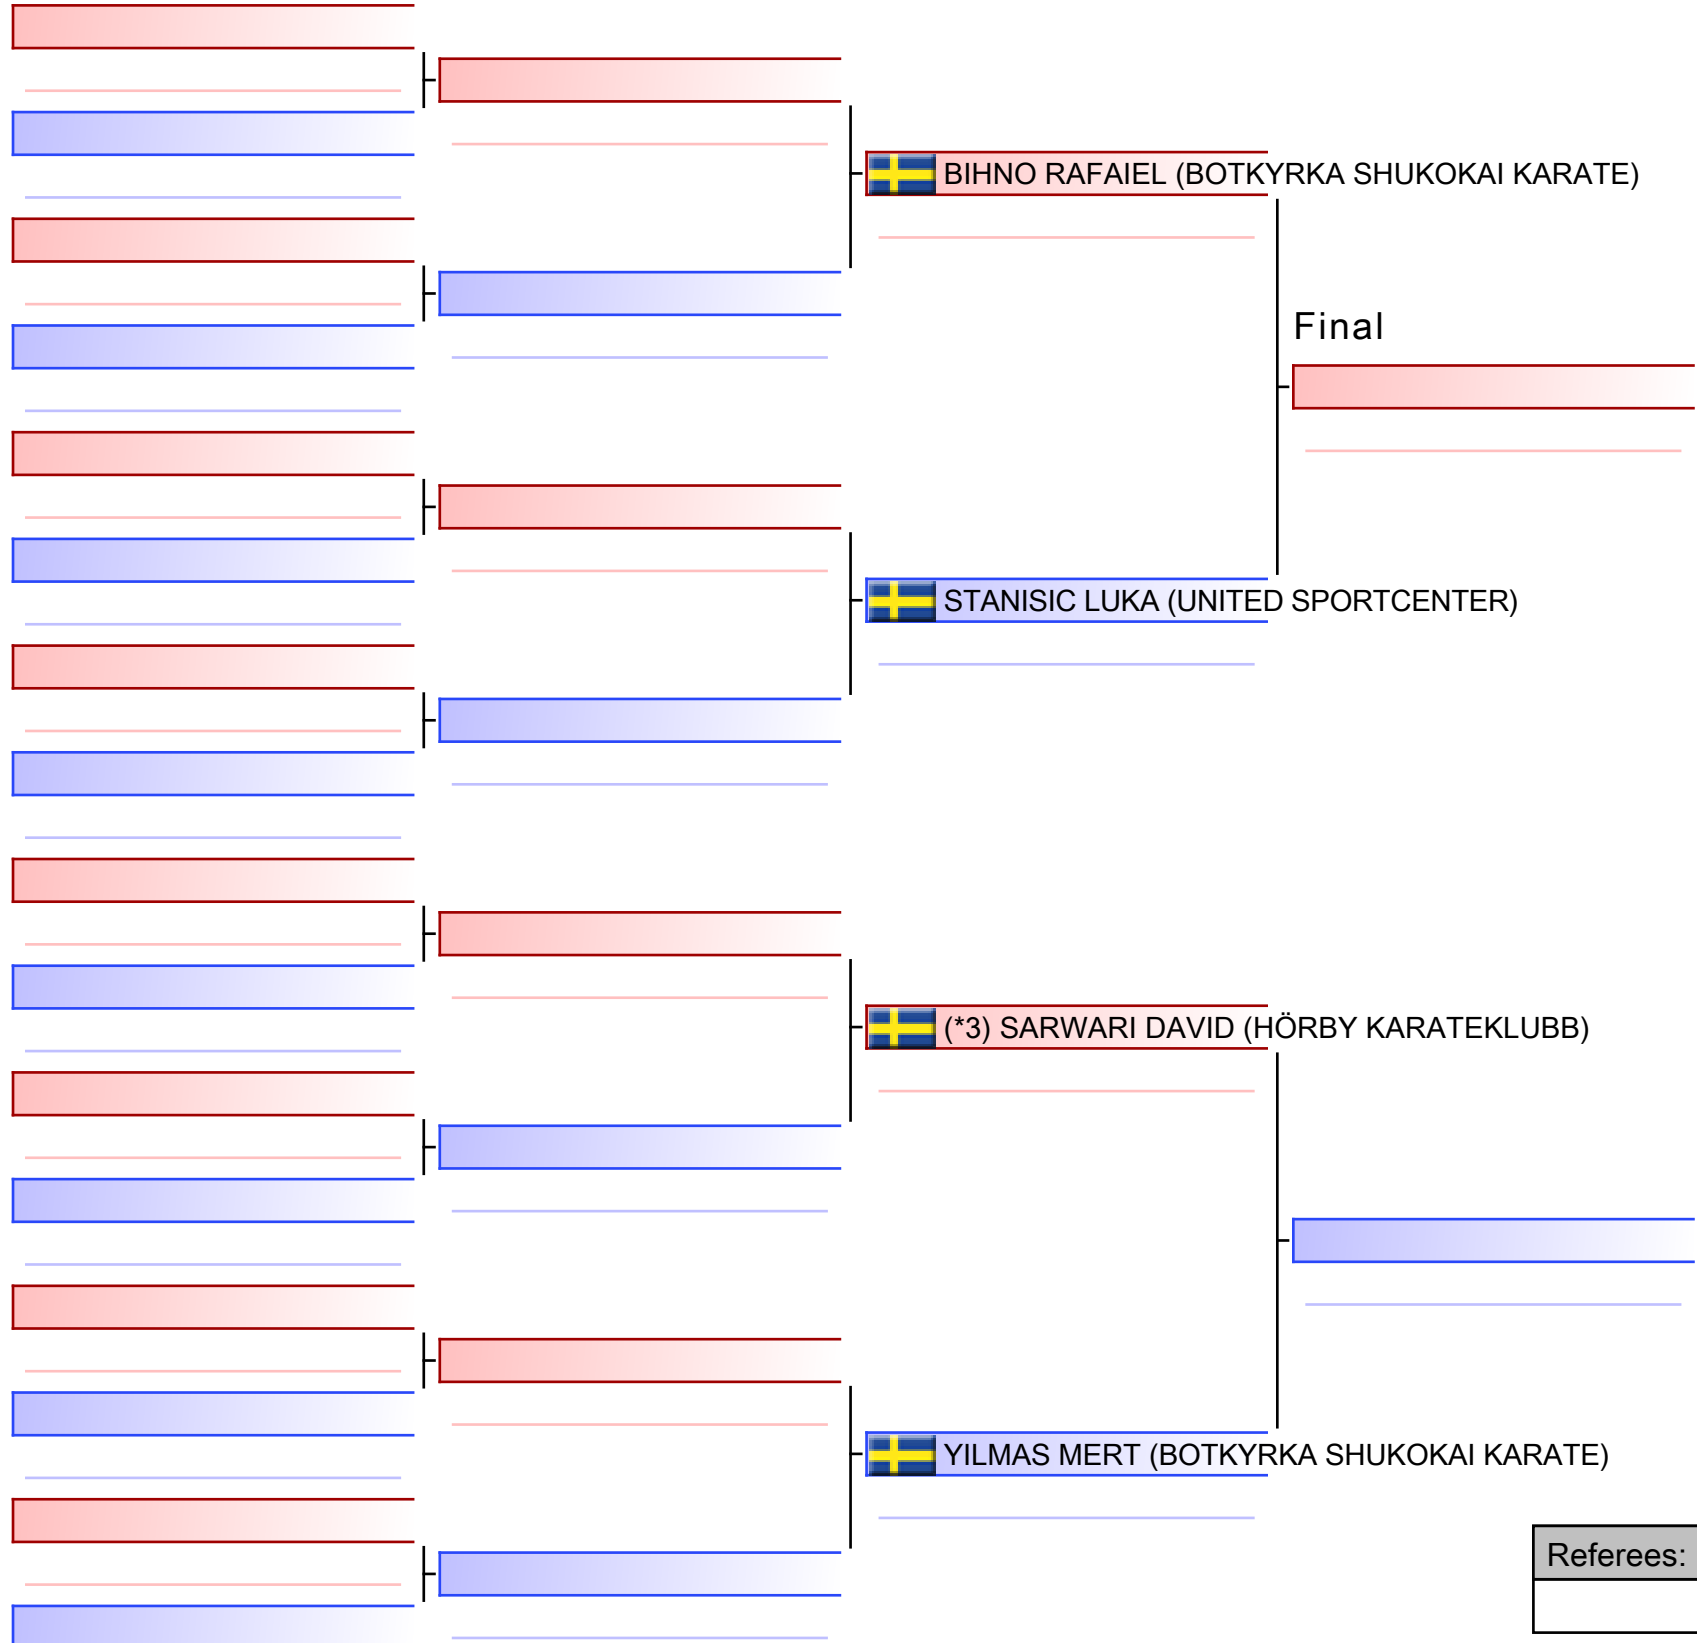 BIHNO RAFAIEL (BOTKYRKA SHUKOKAI KARATE)
Final
STANISIC LUKA (UNITED SPORTCENTER)
(*3) SARWARI DAVID (HÖRBY KARATEKLUBB)
YILMAS MERT (BOTKYRKA SHUKOKAI KARATE)
Referees: